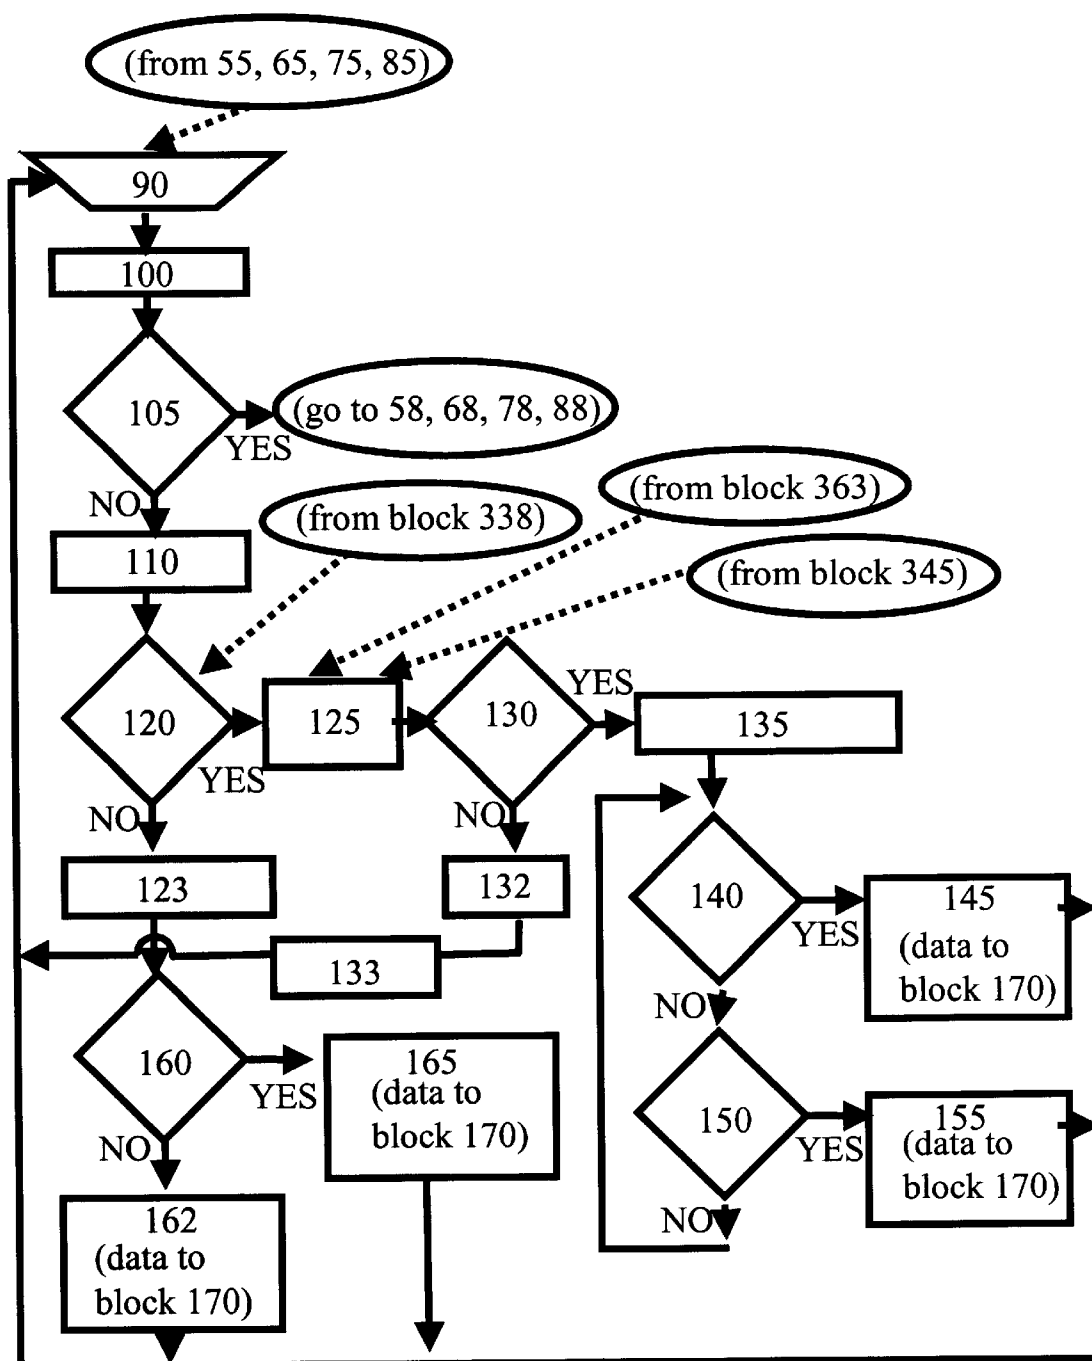 (from 55, 65, 75, 85)
90
100
105
YES
(go to 58, 68, 78, 88)
NO
(from block 338)
(from block 363)
110
(from block 345)
120
YES
125
130
YES
135
NO
NO
123
132
140
YES
145
(data to
block 170)
133
NO
160
YES
165
(data to
block 170)
150
YES
155
(data to
block 170)
NO
NO
162
(data to
block 170)